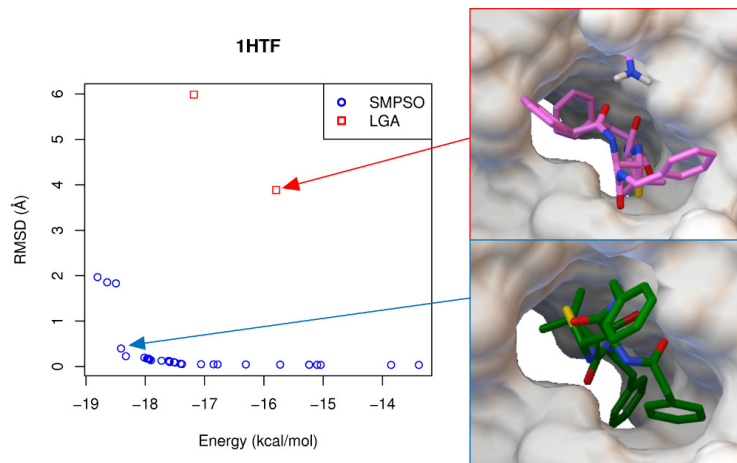 1HTF
RMSD (Å)
6
5
4
3
2
1
0
SMPSO
LGA
−19
−18
−17
−16
−15
−14
Energy (kcal/mol)